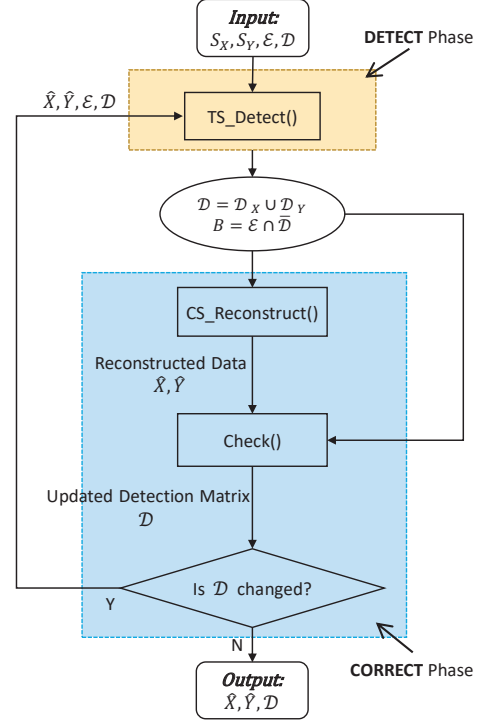 Input:
S_X, S_Y, ℰ, 𝒟
DETECT Phase
X̂, Ŷ, ℰ, 𝒟
TS_Detect()
𝒟 = 𝒟_X ∪ 𝒟_Y
B = ℰ ∩ 𝒟̅
CS_Reconstruct()
Reconstructed Data
X̂, Ŷ
Check()
Updated Detection Matrix
𝒟
Is 𝒟 changed?
Y
N
CORRECT Phase
Output:
X̂, Ŷ, 𝒟